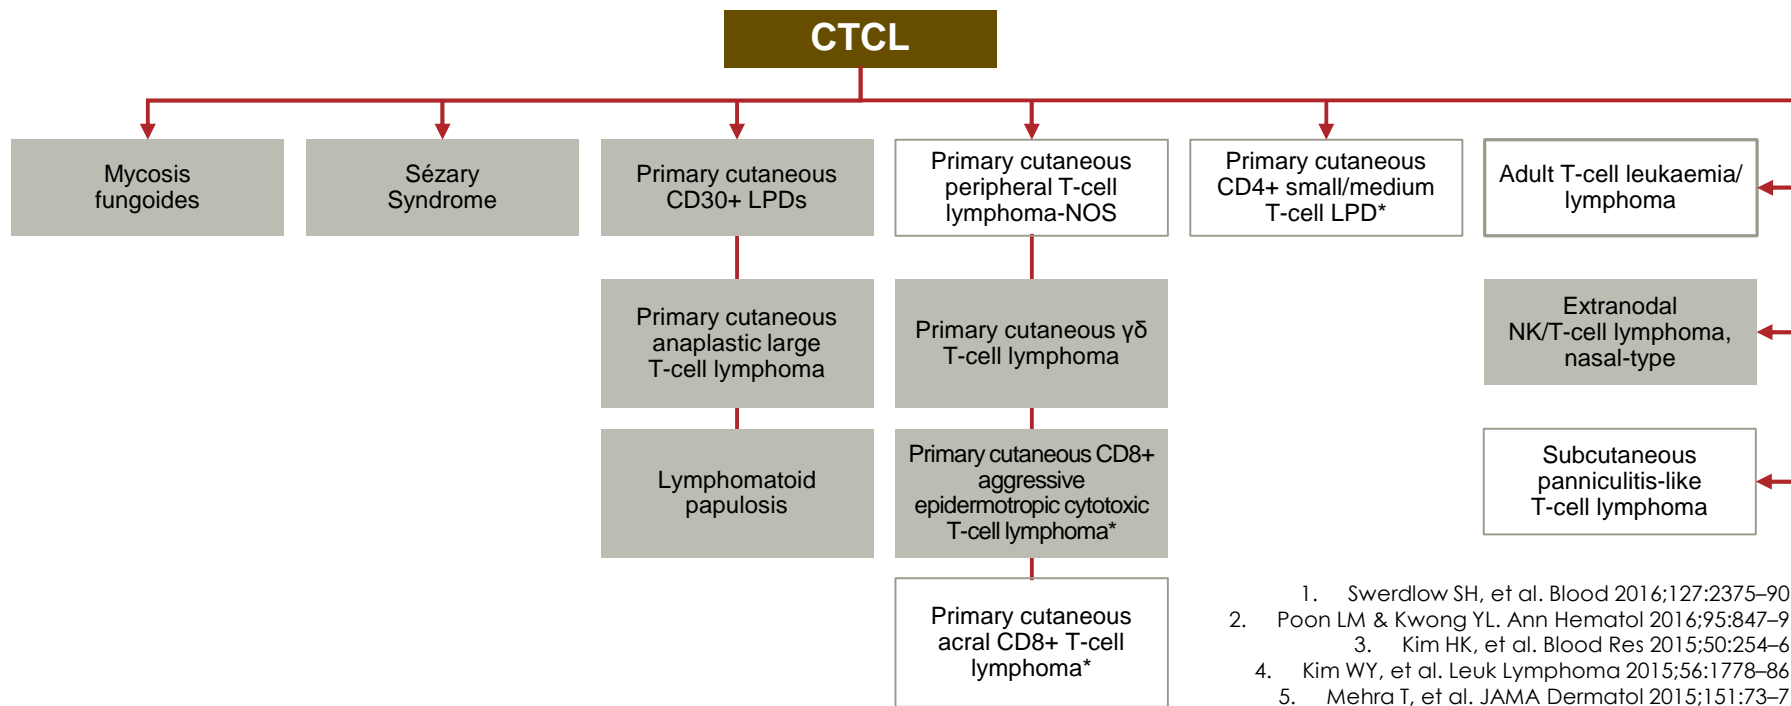 CTCL
Mycosis
fungoides
Sézary
Syndrome
Primary cutaneous
CD30+ LPDs
Primary cutaneous
peripheral T-cell
lymphoma-NOS
Primary cutaneous
CD4+ small/medium
T-cell LPD*
Adult T-cell leukaemia/
lymphoma
Primary cutaneous
anaplastic large
T-cell lymphoma
Primary cutaneous γδ
T-cell lymphoma
Extranodal
NK/T-cell lymphoma,
nasal-type
Lymphomatoid
papulosis
Primary cutaneous CD8+
aggressive
epidermotropic cytotoxic
T-cell lymphoma*
Subcutaneous
panniculitis-like
T-cell lymphoma
Primary cutaneous
acral CD8+ T-cell
lymphoma*
1. Swerdlow SH, et al. Blood 2016;127:2375–90
2. Poon LM & Kwong YL. Ann Hematol 2016;95:847–9
3. Kim HK, et al. Blood Res 2015;50:254–6
4. Kim WY, et al. Leuk Lymphoma 2015;56:1778–86
5. Mehra T, et al. JAMA Dermatol 2015;151:73–7